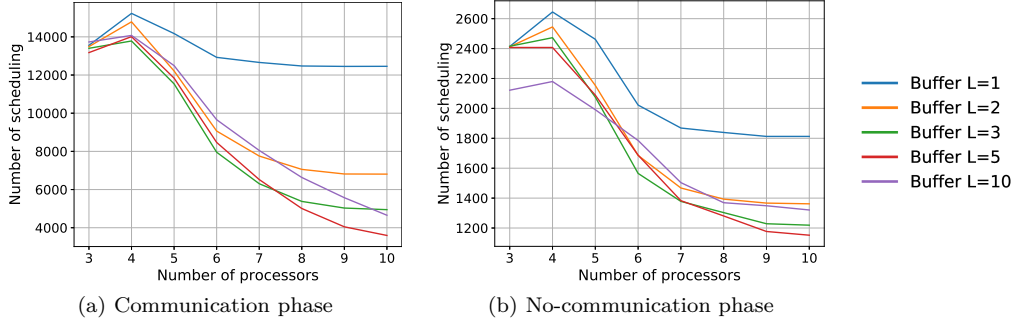 Number of scheduling
14000
12000
10000
8000
6000
4000
3 4 5 6 7 8 9 10
Number of processors
(a) Communication phase
Number of scheduling
2600
2400
2200
2000
1800
1600
1400
1200
3 4 5 6 7 8 9 10
Number of processors
(b) No-communication phase
Buffer L=1
Buffer L=2
Buffer L=3
Buffer L=5
Buffer L=10